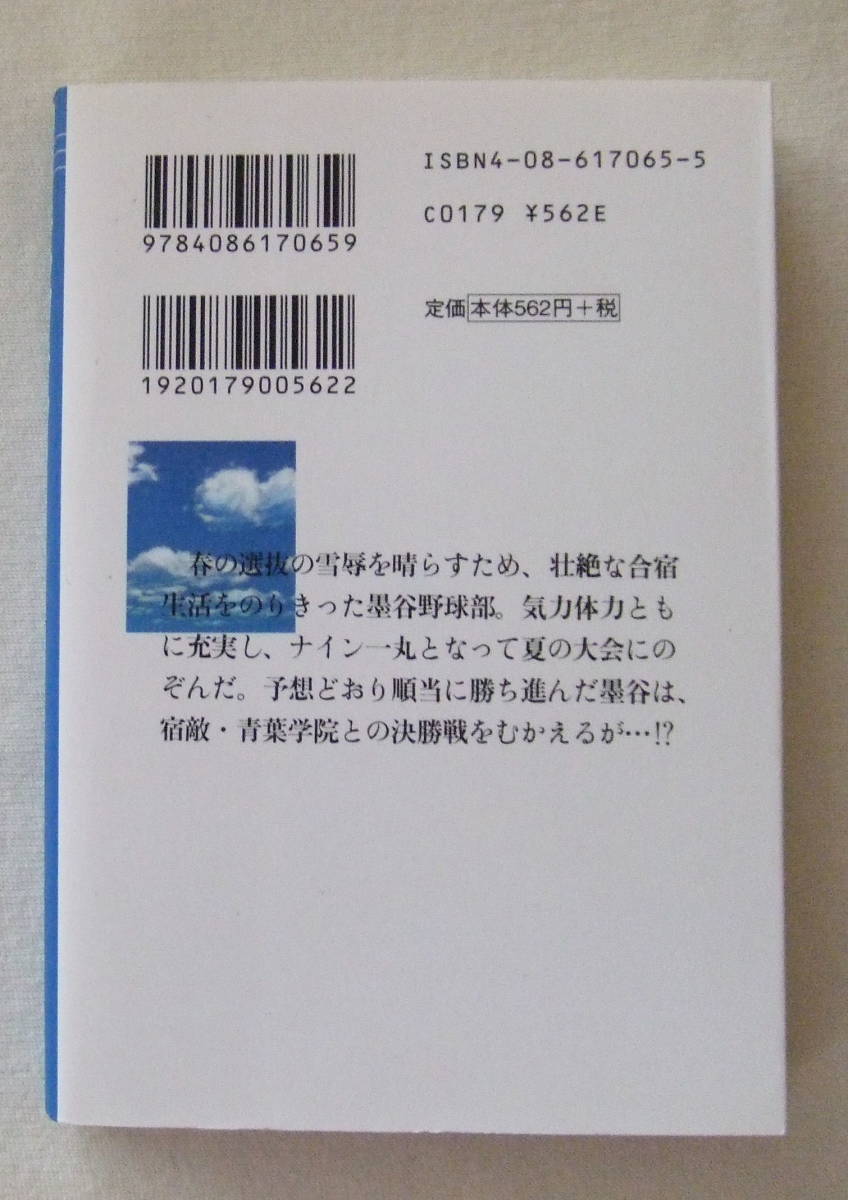 ISBN4-08-617065-5
C0179 ¥562E
9784086170659
定価本体562円+税
1920179005622
春の選抜の雪辱を晴らすため、壮絶な合宿
生活をのりきった墨谷野球部。気力体力とも
に充実し、ナイン一丸となって夏の大会にの
ぞんだ。予想どおり順当に勝ち進んだ墨谷は、
宿敵・青葉学院との決勝戦をむかえるが…!?